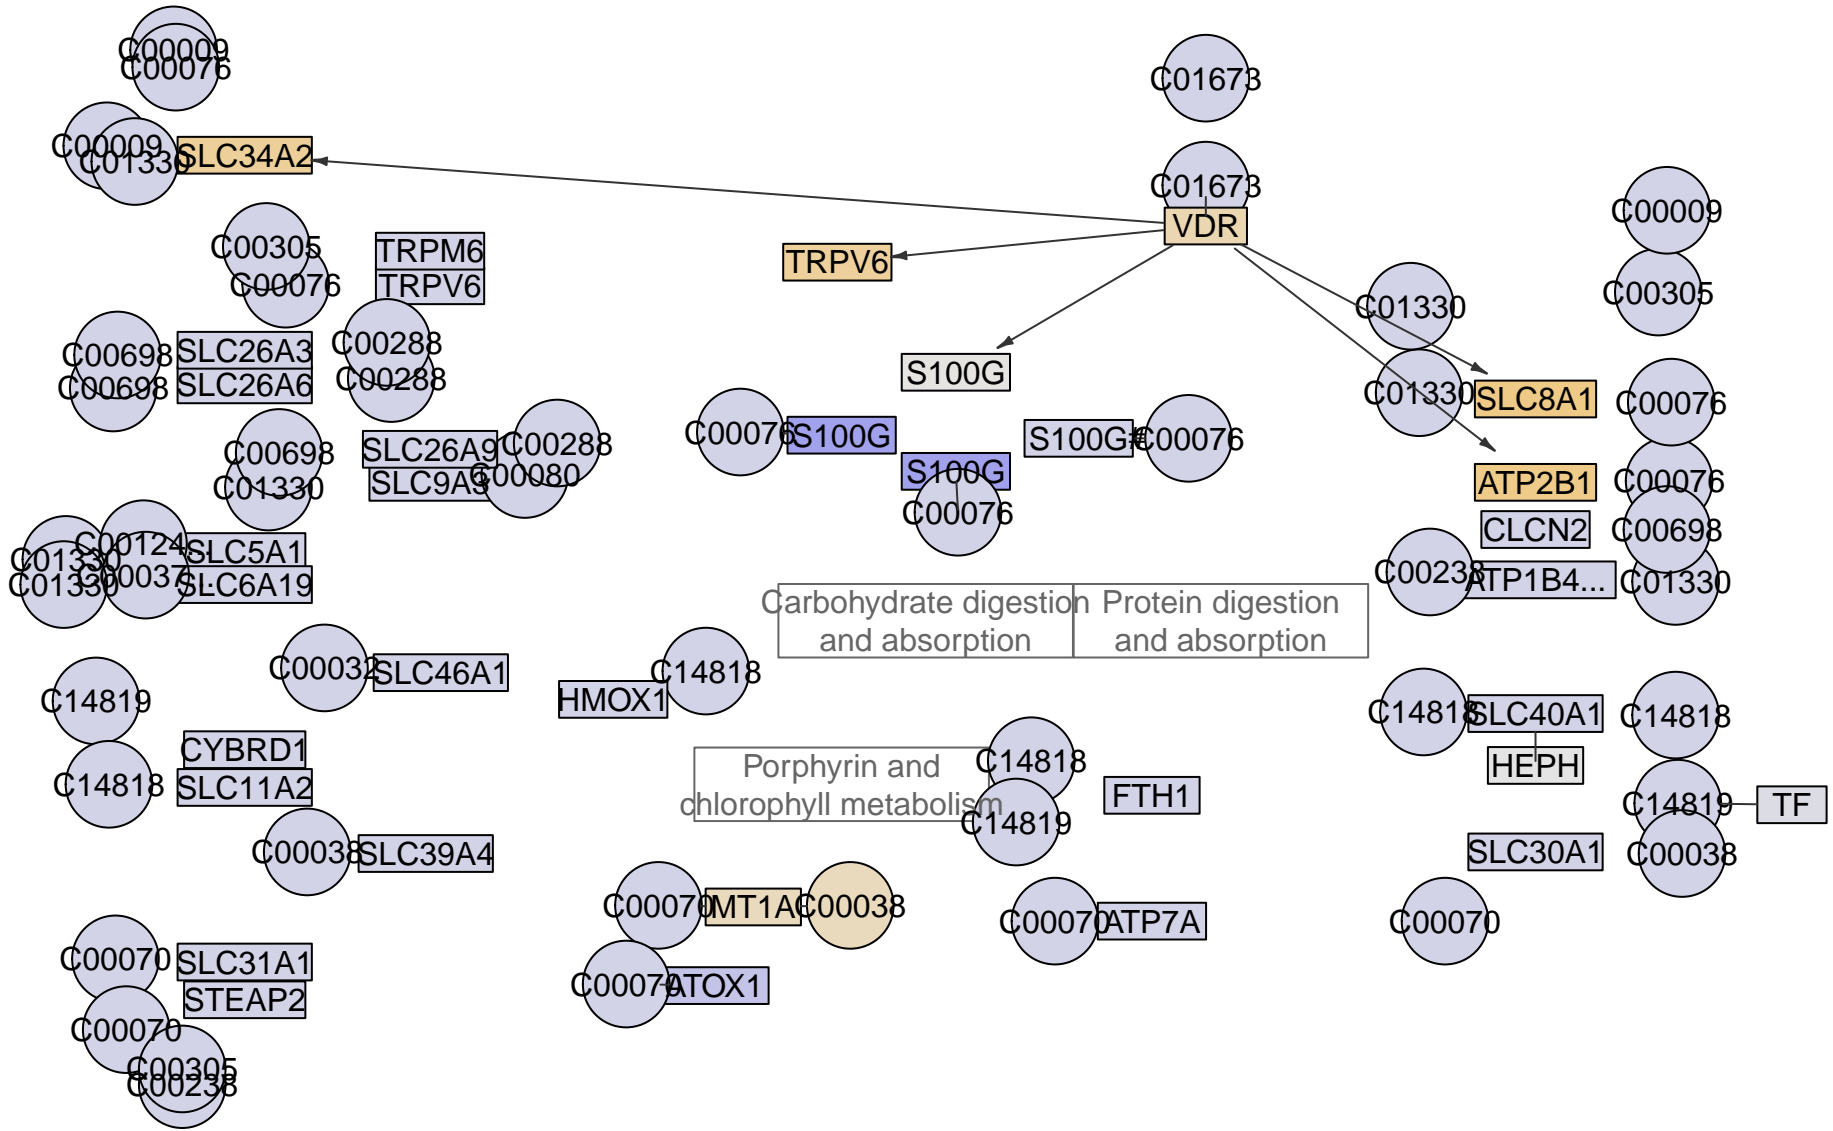 C00009
C00076
C01673
C00009
C01330
SLC34A2
C01673
VDR
C00009
C00305
C00076
TRPM6
TRPV6
TRPV6
C01330
C00305
C00698
C00698
SLC26A3
SLC26A6
C00288
C00288
S100G
C01330
SLC8A1
C00076
C00698
C01330
SLC26A9
SLC9A3
C00288
C00080
C00076
S100G
S100G
C00076
S100G#
C00076
ATP2B1
C00076
CLCN2
C00698
C01330
C01330
C00124...
C00037...
SLC5A1
SLC6A19
C00238
ATP1B4...
C01330
Carbohydrate digestion
and absorption
Protein digestion
and absorption
C00032
SLC46A1
HMOX1
C14818
C14819
C14818
SLC40A1
C14818
HEPH
CYBRD1
SLC11A2
C14818
Porphyrin and
chlorophyll metabolism
C14818
C14819
FTH1
C14819
TF
C00038
SLC39A4
SLC30A1
C00038
C00070
MT1A
C00038
C00070
ATP7A
C00070
C00070
SLC31A1
STEAP2
C00070
ATOX1
C00070
C00305
C00238